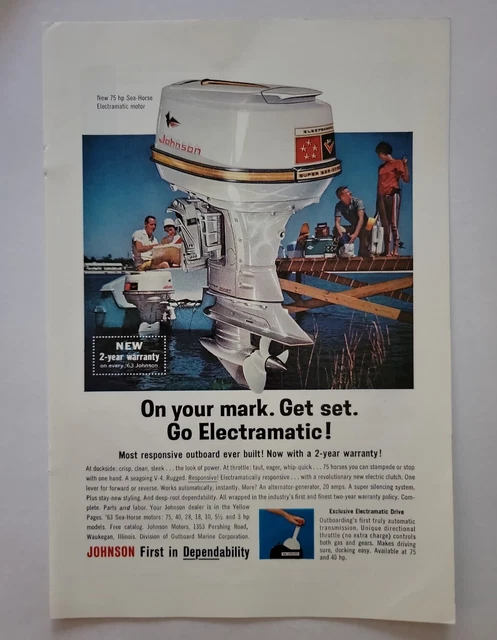 New 75 hp Sea-Horse
Electramatic motor
Johnson
NEW
2-year warranty
on every '63 Johnson
On your mark. Get set.
Go Electramatic!
Most responsive outboard ever built! Now with a 2-year warranty!
At dockside: crisp, clean, sleek . . . the look of power. At throttle: taut, eager, whip-quick . . . 75 horses you can stampede or stop
with one hand. A seagoing V-4. Rugged. Responsive! Electramatically responsive . . . with a revolutionary new electric clutch. One
lever for forward or reverse. Works automatically, instantly. More? An alternator-generator, 20 amps. A super silencing system.
Plus stay new styling. And deep-root dependability. All wrapped in the industry's first and finest two-year warranty policy. Com-
plete. Parts and labor. Your Johnson dealer is in the Yellow
Pages. '63 Sea-Horse motors: 75, 40, 28, 18, 10, 5½ and 3 hp
models. Free catalog. Johnson Motors, 1353 Pershing Road,
Waukegan, Illinois. Division of Outboard Marine Corporation.
JOHNSON First in Dependability
Exclusive Electramatic Drive
Outboarding's first truly automatic
transmission. Unique directional
throttle (no extra charge) controls
both gas and gears. Makes driving
sure, docking easy. Available at 75
and 40 hp.